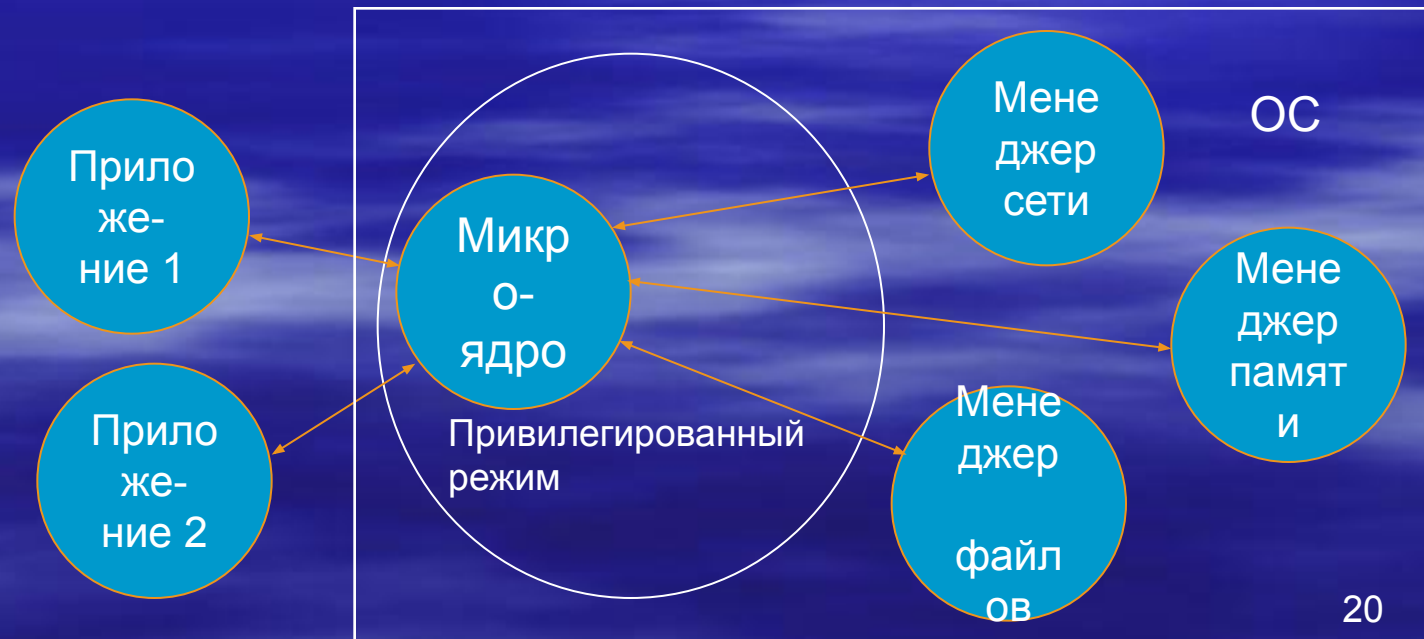 Прило
же-
ние 1
Прило
же-
ние 2
Микр
о-
ядро
Привилегированный
режим
Мене
джер
сети
ОС
Мене
джер
памят
и
Мене
джер
файл
ов
20